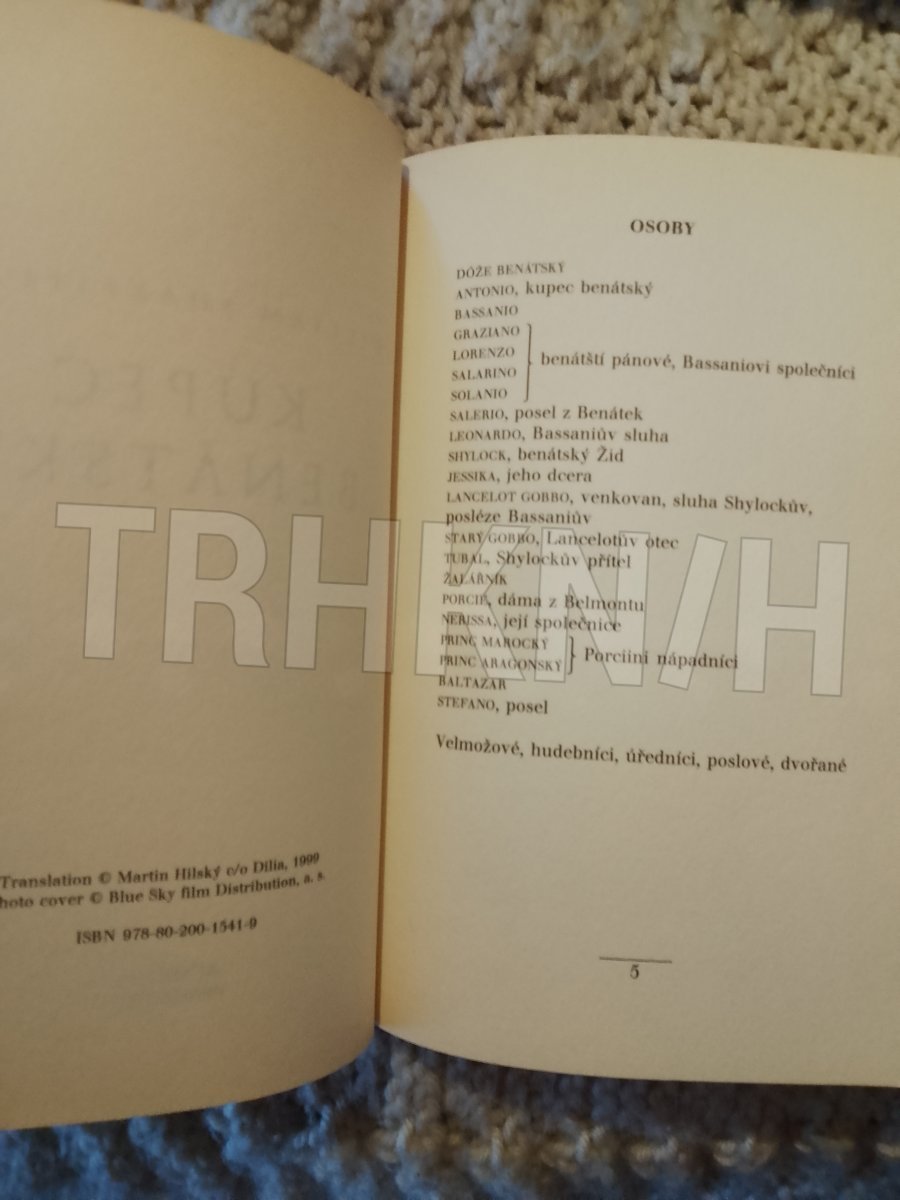 Translation © Martin Hilský c/o Dilia, 1999
hoto cover © Blue Sky film Distribution, a. s.
ISBN 978-80-200-1541-9
OSOBY
DÓŽE BENÁTSKÝ
ANTONIO, kupec benátský
BASSANIO
GRAZIANO
LORENZO
benátští pánové, Bassaniovi společníci
SALARINO
SOLANIO
SALERIO, posel z Benátek
LEONARDO, Bassaniův sluha
SHYLOCK, benátský Žid
JESSIKA, jeho dcera
LANCELOT GOBBO, venkovan, sluha Shylockův,
posléze Bassaniův
STARÝ GOBBO, Lancelotův otec
TUBAL, Shylockův přítel
ŽALÁŘNÍK
PORCIE, dáma z Belmontu
NERISSA, její společnice
PRINC MAROCKÝ
PRINC ARAGONSKÝ
Porciini nápadníci
BALTAZAR
STEFANO, posel
Velmožové, hudebníci, úředníci, poslové, dvořané
5
TRHKN/H